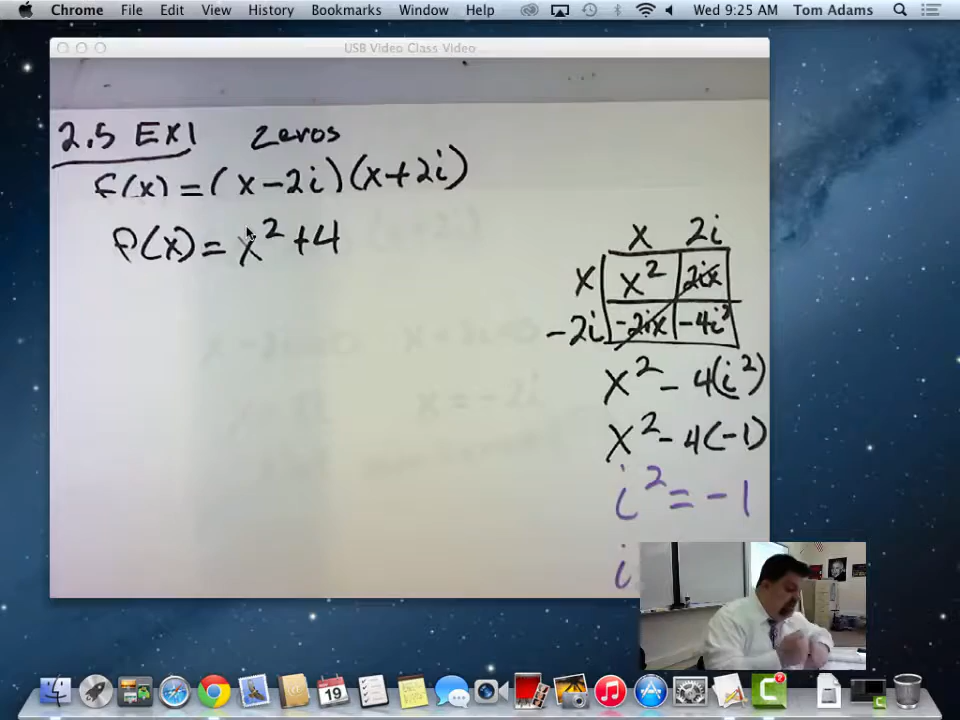 Chrome File Edit View History Bookmarks Window Help Wed 9:25 AM Tom Adams
USB Video Class Video
2.5 EX1 Zeros
f(x) = (x-2i)(x+2i)
f(x) = x² + 4
x 2i
x x² 2ix
-2i -2ix -4i²
x² - 4(i²)
x² - 4(-1)
i² = -1
i
19
7